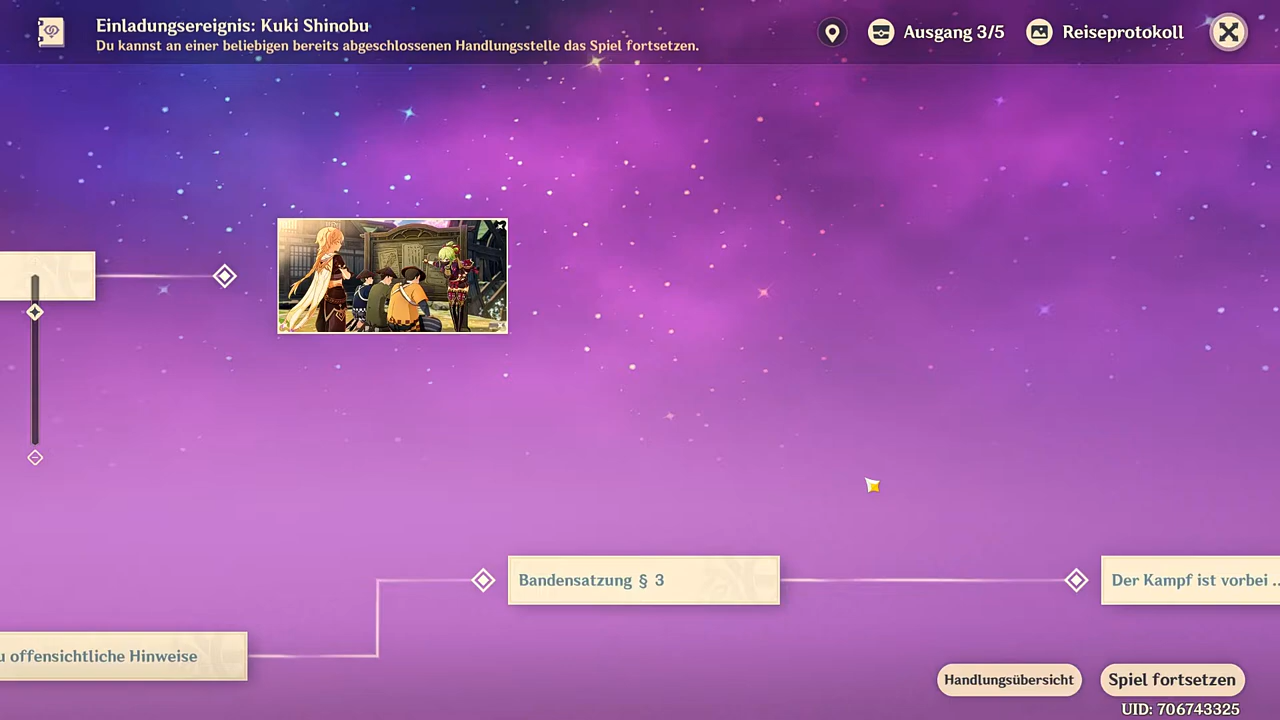 Einladungsereignis: Kuki Shinobu
Du kannst an einer beliebigen bereits abgeschlossenen Handlungsstelle das Spiel fortsetzen.
Ausgang 3/5
Reiseprotokoll
Bandensatzung § 3
Der Kampf ist vorbei ..
u offensichtliche Hinweise
Handlungsübersicht
Spiel fortsetzen
UID: 706743325